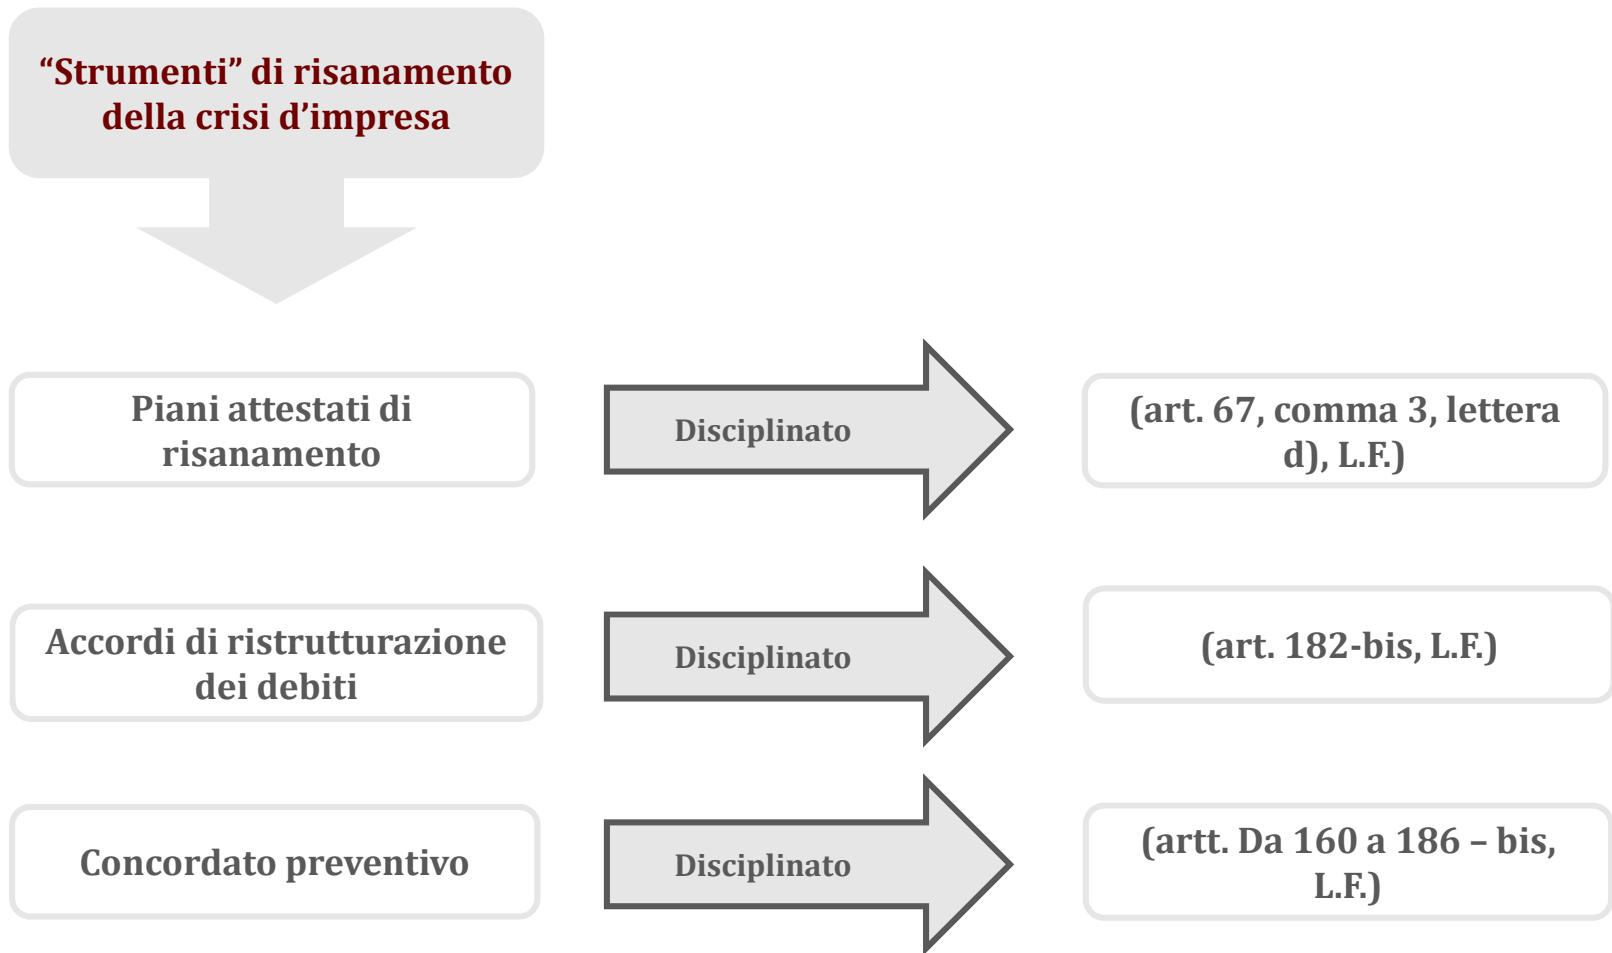 “Strumenti” di risanamento
della crisi d’impresa
Piani attestati di
risanamento
Disciplinato
(art. 67, comma 3, lettera
d), L.F.)
Accordi di ristrutturazione
dei debiti
Disciplinato
(art. 182-bis, L.F.)
Concordato preventivo
Disciplinato
(artt. Da 160 a 186 – bis,
L.F.)